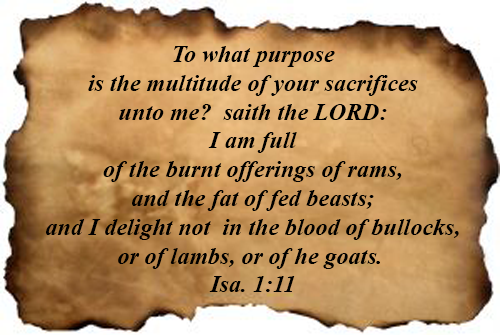 To what purpose
is the multitude of your sacrifices
unto me?  saith the LORD:
I am full
of the burnt offerings of rams,
and the fat of fed beasts;
and I delight not  in the blood of bullocks,
or of lambs, or of he goats.
Isa. 1:11